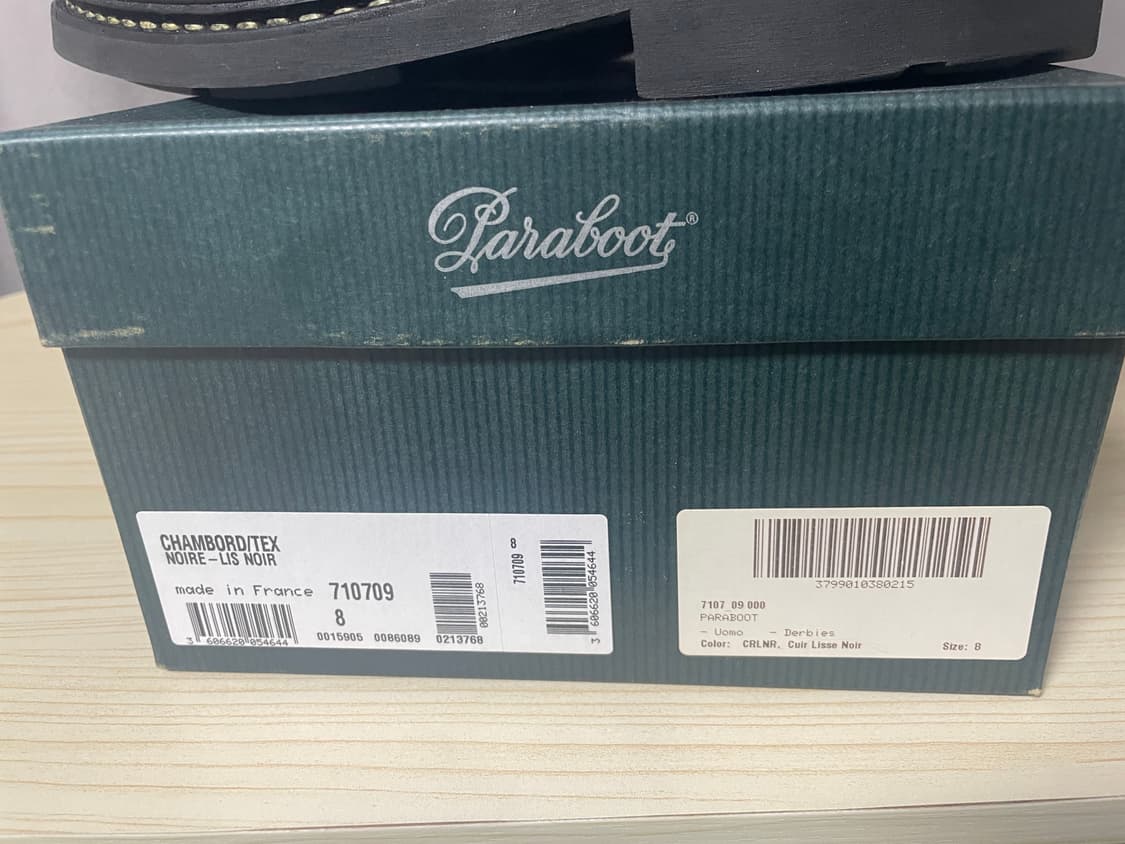 Paraboot®
CHAMBORD/TEX
NOIRE–LIS NOIR
made in France 710709
8
0015905 0086089 0213768
3 606620 054644
00213768
710709 8
3 606620 054644
3799010380215
7107 09 000
PARABOOT
- Uomo - Derbies
Color: CRLNR. Cuir Lisse Noir Size: 8